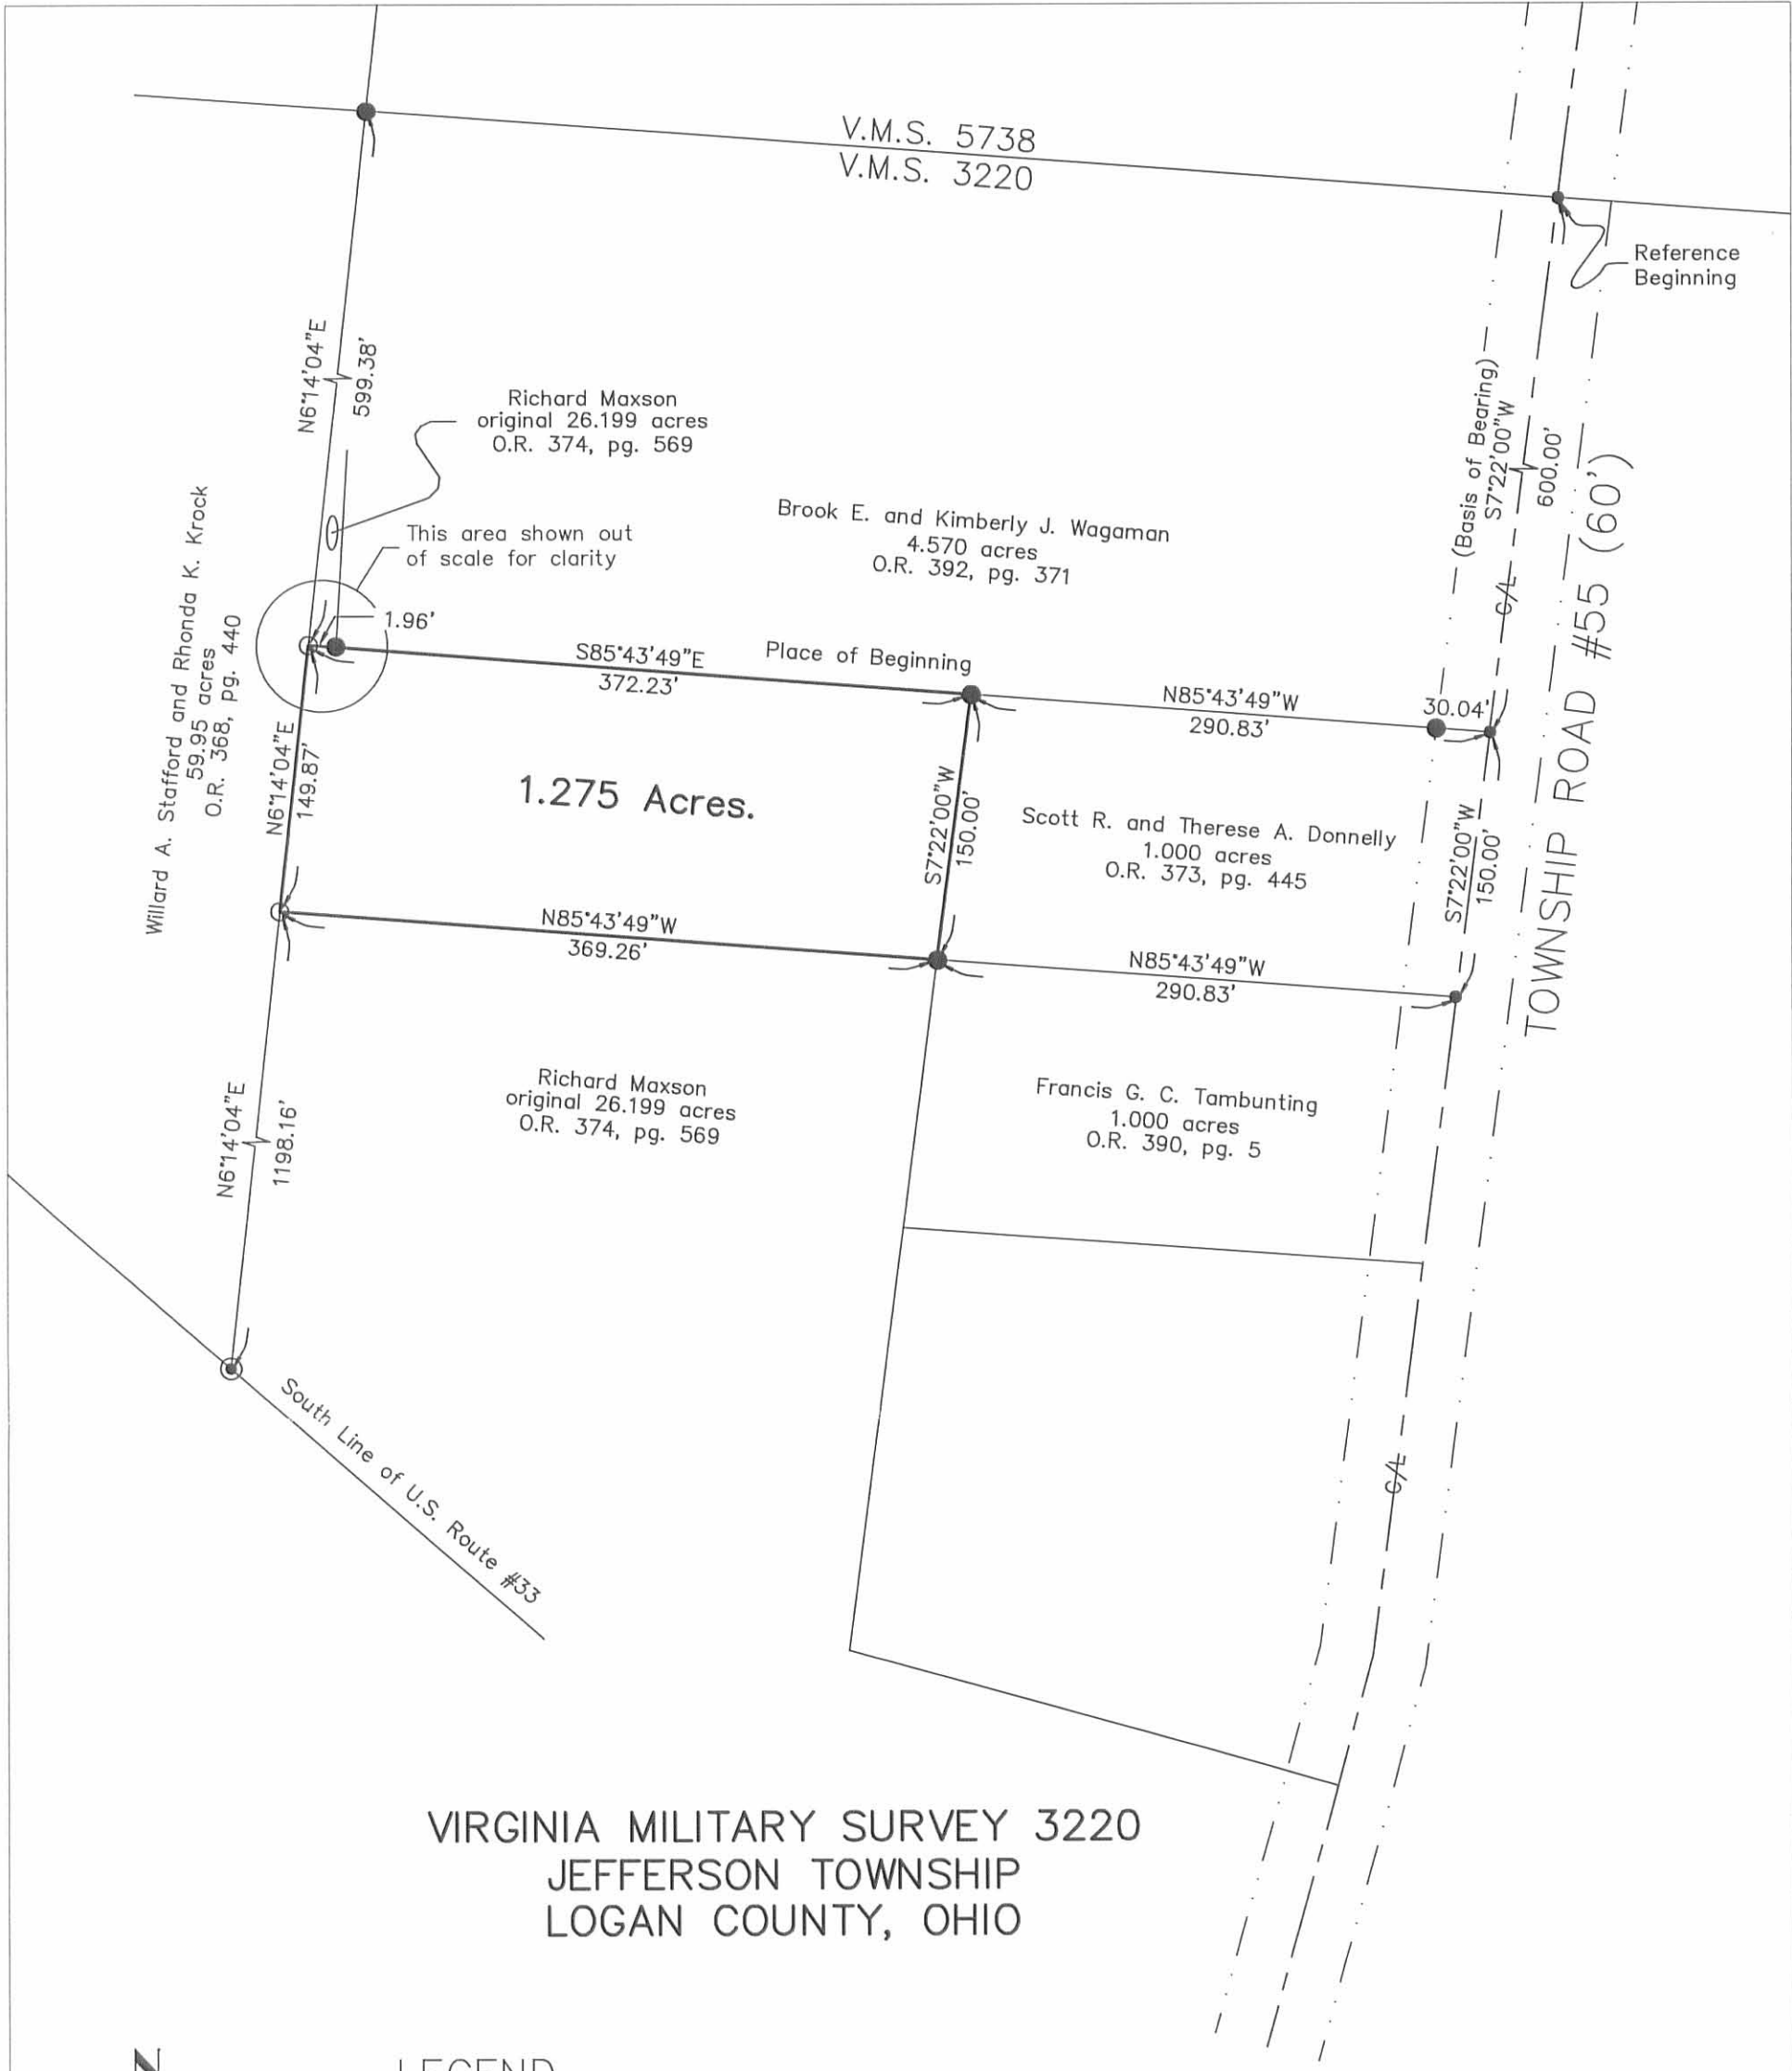 V.M.S. 5738
V.M.S. 3220
Reference
Beginning
N6°14'04"E
599.38'
Richard Maxson
original 26.199 acres
O.R. 374, pg. 569
This area shown out
of scale for clarity
1.96'
Willard A. Stafford and Rhonda K. Krock
59.95 acres
O.R. 368, pg. 440
Brook E. and Kimberly J. Wagaman
4.570 acres
O.R. 392, pg. 371
(Basis of Bearing)
S7°22'00"W
600.00'
C/L
TOWNSHIP ROAD #55 (60')
S85°43'49"E
372.23'
Place of Beginning
N85°43'49"W
290.83'
30.04'
N6°14'04"E
149.87'
1.275 Acres.
S7°22'00"W
150.00'
Scott R. and Therese A. Donnelly
1.000 acres
O.R. 373, pg. 445
S7°22'00"W
150.00'
N85°43'49"W
369.26'
N85°43'49"W
290.83'
N6°14'04"E
1198.16'
Richard Maxson
original 26.199 acres
O.R. 374, pg. 569
Francis G. C. Tambunting
1.000 acres
O.R. 390, pg. 5
South Line of U.S. Route #33
C/L
VIRGINIA MILITARY SURVEY 3220
JEFFERSON TOWNSHIP
LOGAN COUNTY, OHIO
N
LEGEND